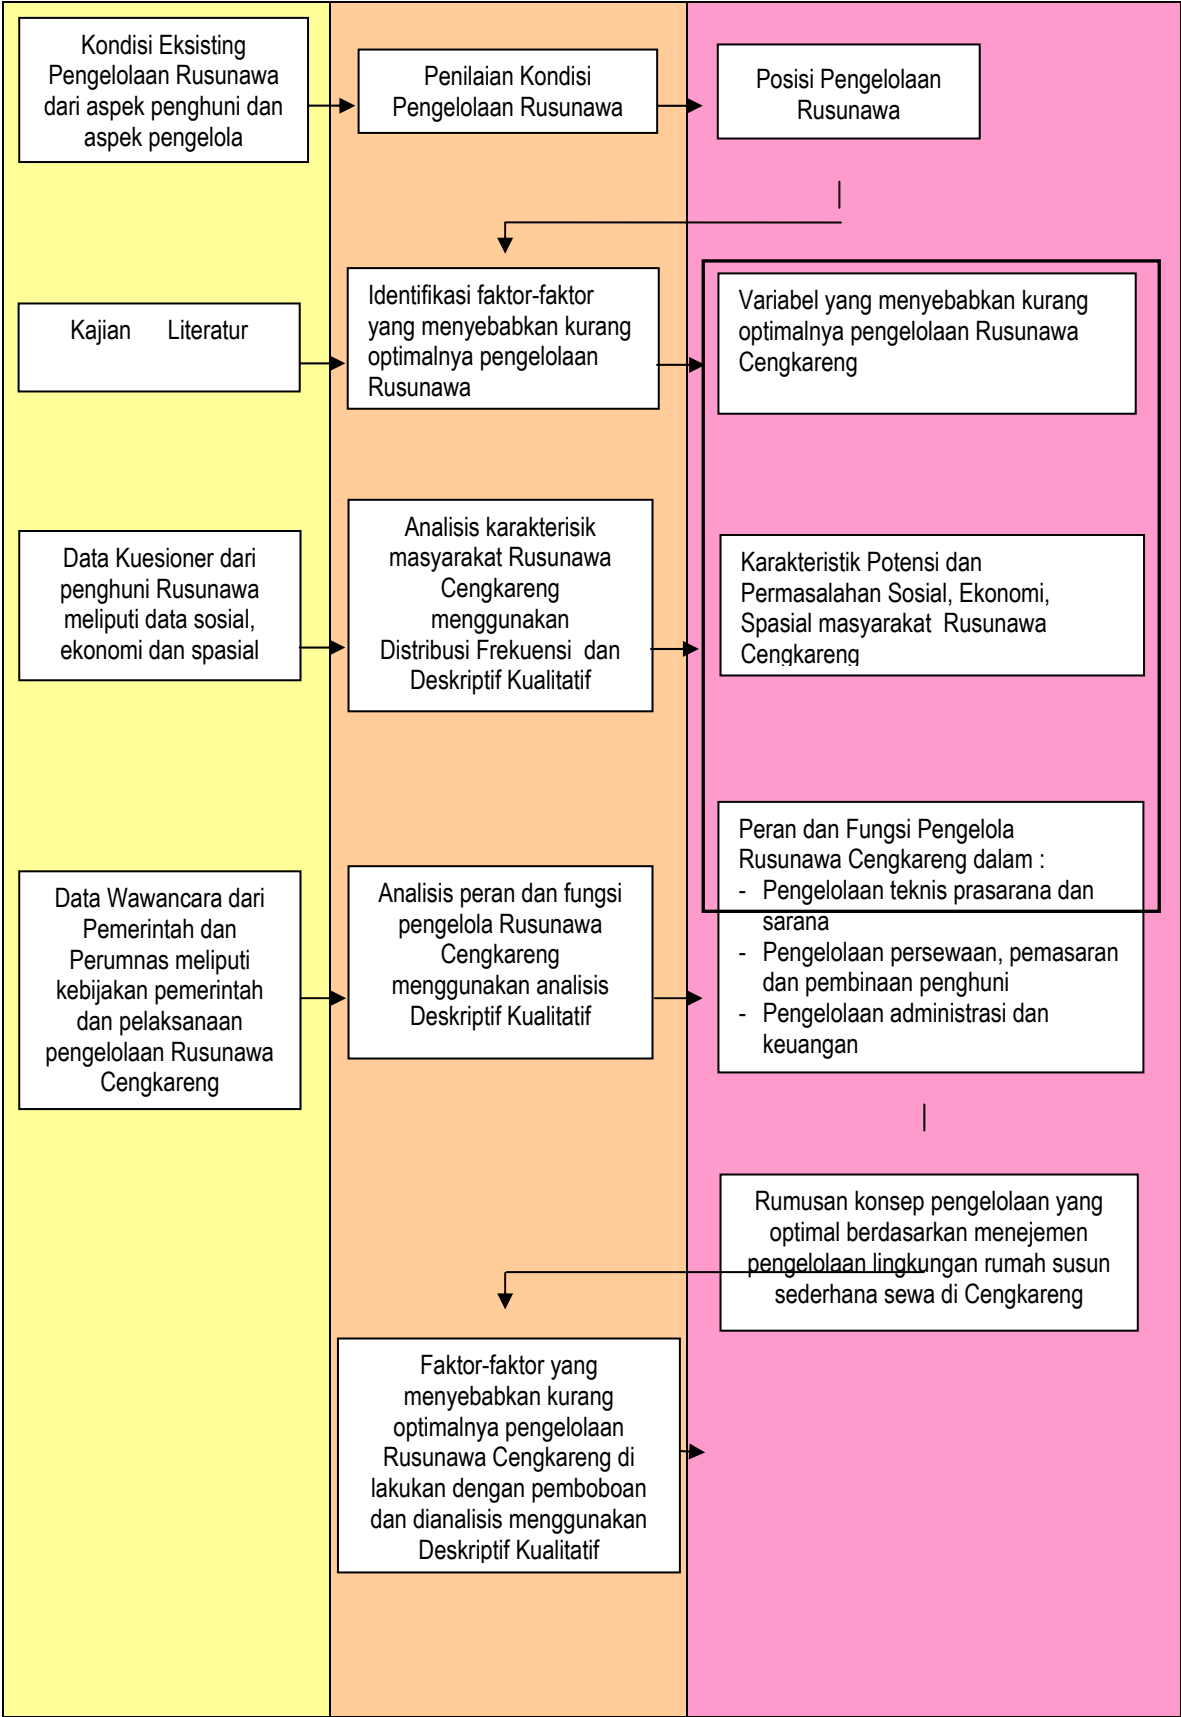 Kondisi Eksisting
Pengelolaan Rusunawa
dari aspek penghuni dan
aspek pengelola
Penilaian Kondisi
Pengelolaan Rusunawa
Posisi Pengelolaan
Rusunawa
Kajian Literatur
Identifikasi faktor-faktor
yang menyebabkan kurang
optimalnya pengelolaan
Rusunawa
Variabel yang menyebabkan kurang
optimalnya pengelolaan Rusunawa
Cengkareng
Data Kuesioner dari
penghuni Rusunawa
meliputi data sosial,
ekonomi dan spasial
Analisis karakterisik
masyarakat Rusunawa
Cengkareng
menggunakan
Distribusi Frekuensi dan
Deskriptif Kualitatif
Karakteristik Potensi dan
Permasalahan Sosial, Ekonomi,
Spasial masyarakat Rusunawa
Cengkareng
Data Wawancara dari
Pemerintah dan
Perumnas meliputi
kebijakan pemerintah
dan pelaksanaan
pengelolaan Rusunawa
Cengkareng
Analisis peran dan fungsi
pengelola Rusunawa
Cengkareng
menggunakan analisis
Deskriptif Kualitatif
Peran dan Fungsi Pengelola
Rusunawa Cengkareng dalam :
- Pengelolaan teknis prasarana dan
sarana
- Pengelolaan persewaan, pemasaran
dan pembinaan penghuni
- Pengelolaan administrasi dan
keuangan
Rumusan konsep pengelolaan yang
optimal berdasarkan menejemen
pengelolaan lingkungan rumah susun
sederhana sewa di Cengkareng
Faktor-faktor yang
menyebabkan kurang
optimalnya pengelolaan
Rusunawa Cengkareng di
lakukan dengan pemboboan
dan dianalisis menggunakan
Deskriptif Kualitatif